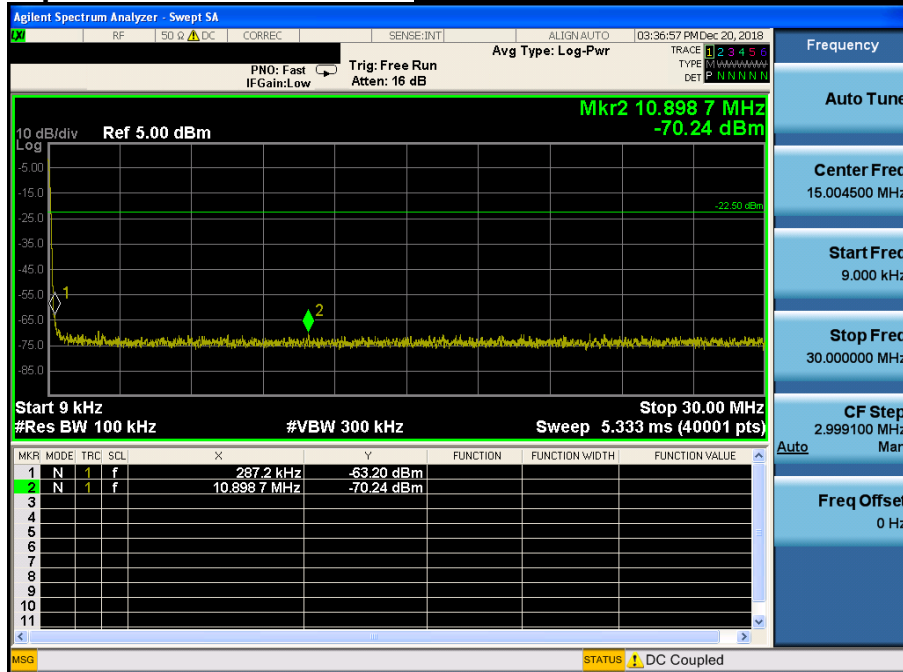 Agilent Spectrum Analyzer - Swept SA
LXI RF 50 Ω DC CORREC SENSE:INT ALIGN AUTO 03:36:57 PM Dec 20, 2018
Avg Type: Log-Pwr TRACE 1 2 3 4 5 6
PNO: Fast Trig: Free Run TYPE M WWWWW
IFGain:Low Atten: 16 dB DET P N N N N N
Mkr2 10.898 7 MHz
10 dB/div Ref 5.00 dBm -70.24 dBm
Log
-5.00
-15.0
-22.50 dBm
-25.0
-35.0
-45.0
-55.0
1
2
-65.0
-75.0
-85.0
Start 9 kHz Stop 30.00 MHz
#Res BW 100 kHz #VBW 300 kHz Sweep 5.333 ms (40001 pts)
MKR MODE TRC SCL X Y FUNCTION FUNCTION WIDTH FUNCTION VALUE
1 N 1 f 287.2 kHz -63.20 dBm
2 N 1 f 10.898 7 MHz -70.24 dBm
3
4
5
6
7
8
9
10
11
MSG STATUS DC Coupled
Frequency
Auto Tune
Center Freq
15.004500 MHz
Start Freq
9.000 kHz
Stop Freq
30.000000 MHz
CF Step
2.999100 MHz
Auto Man
Freq Offset
0 Hz